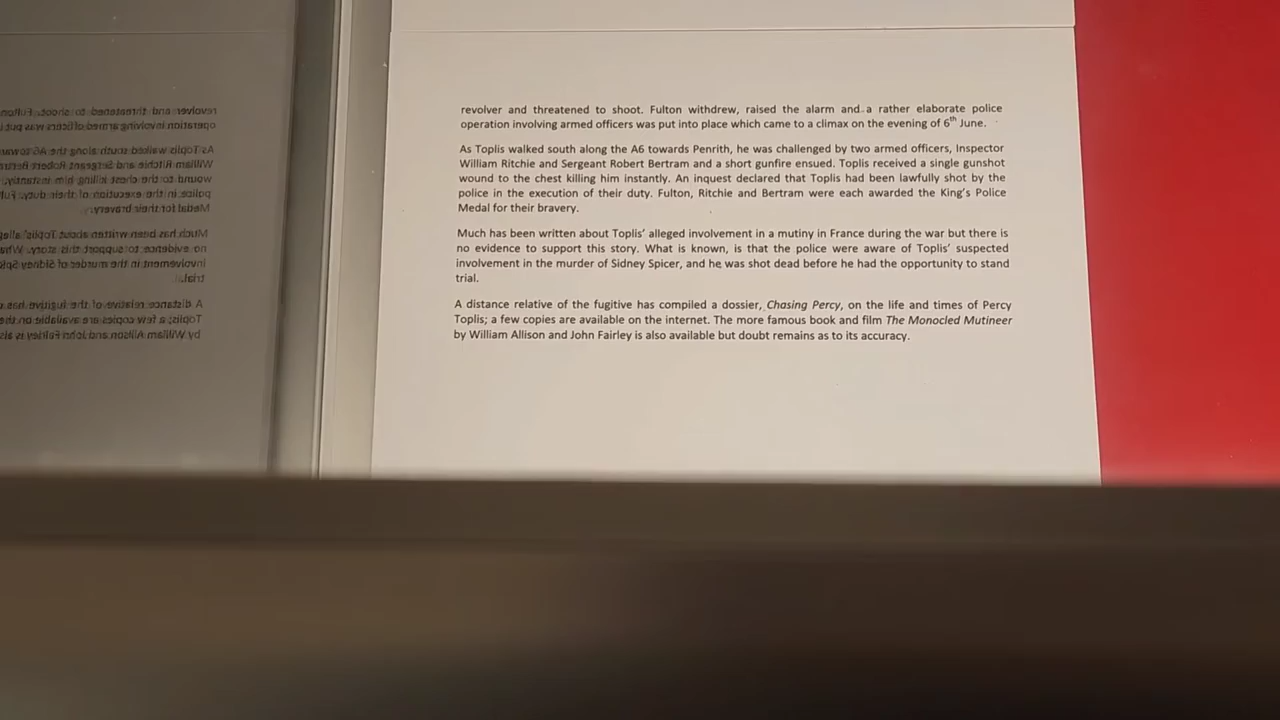 revolver and threatened to shoot. Fulton withdrew, raised the alarm and a rather elaborate police
operation involving armed officers was put into place which came to a climax on the evening of 6th June.
As Toplis walked south along the A6 towards Penrith, he was challenged by two armed officers, Inspector
William Ritchie and Sergeant Robert Bertram and a short gunfire ensued. Toplis received a single gunshot
wound to the chest killing him instantly. An inquest declared that Toplis had been lawfully shot by the
police in the execution of their duty. Fulton, Ritchie and Bertram were each awarded the King's Police
Medal for their bravery.
Much has been written about Toplis' alleged involvement in a mutiny in France during the war but there is
no evidence to support this story. What is known, is that the police were aware of Toplis' suspected
involvement in the murder of Sidney Spicer, and he was shot dead before he had the opportunity to stand
trial.
A distance relative of the fugitive has compiled a dossier, Chasing Percy, on the life and times of Percy
Toplis; a few copies are available on the internet. The more famous book and film The Monocled Mutineer
by William Allison and John Fairley is also available but doubt remains as to its accuracy.